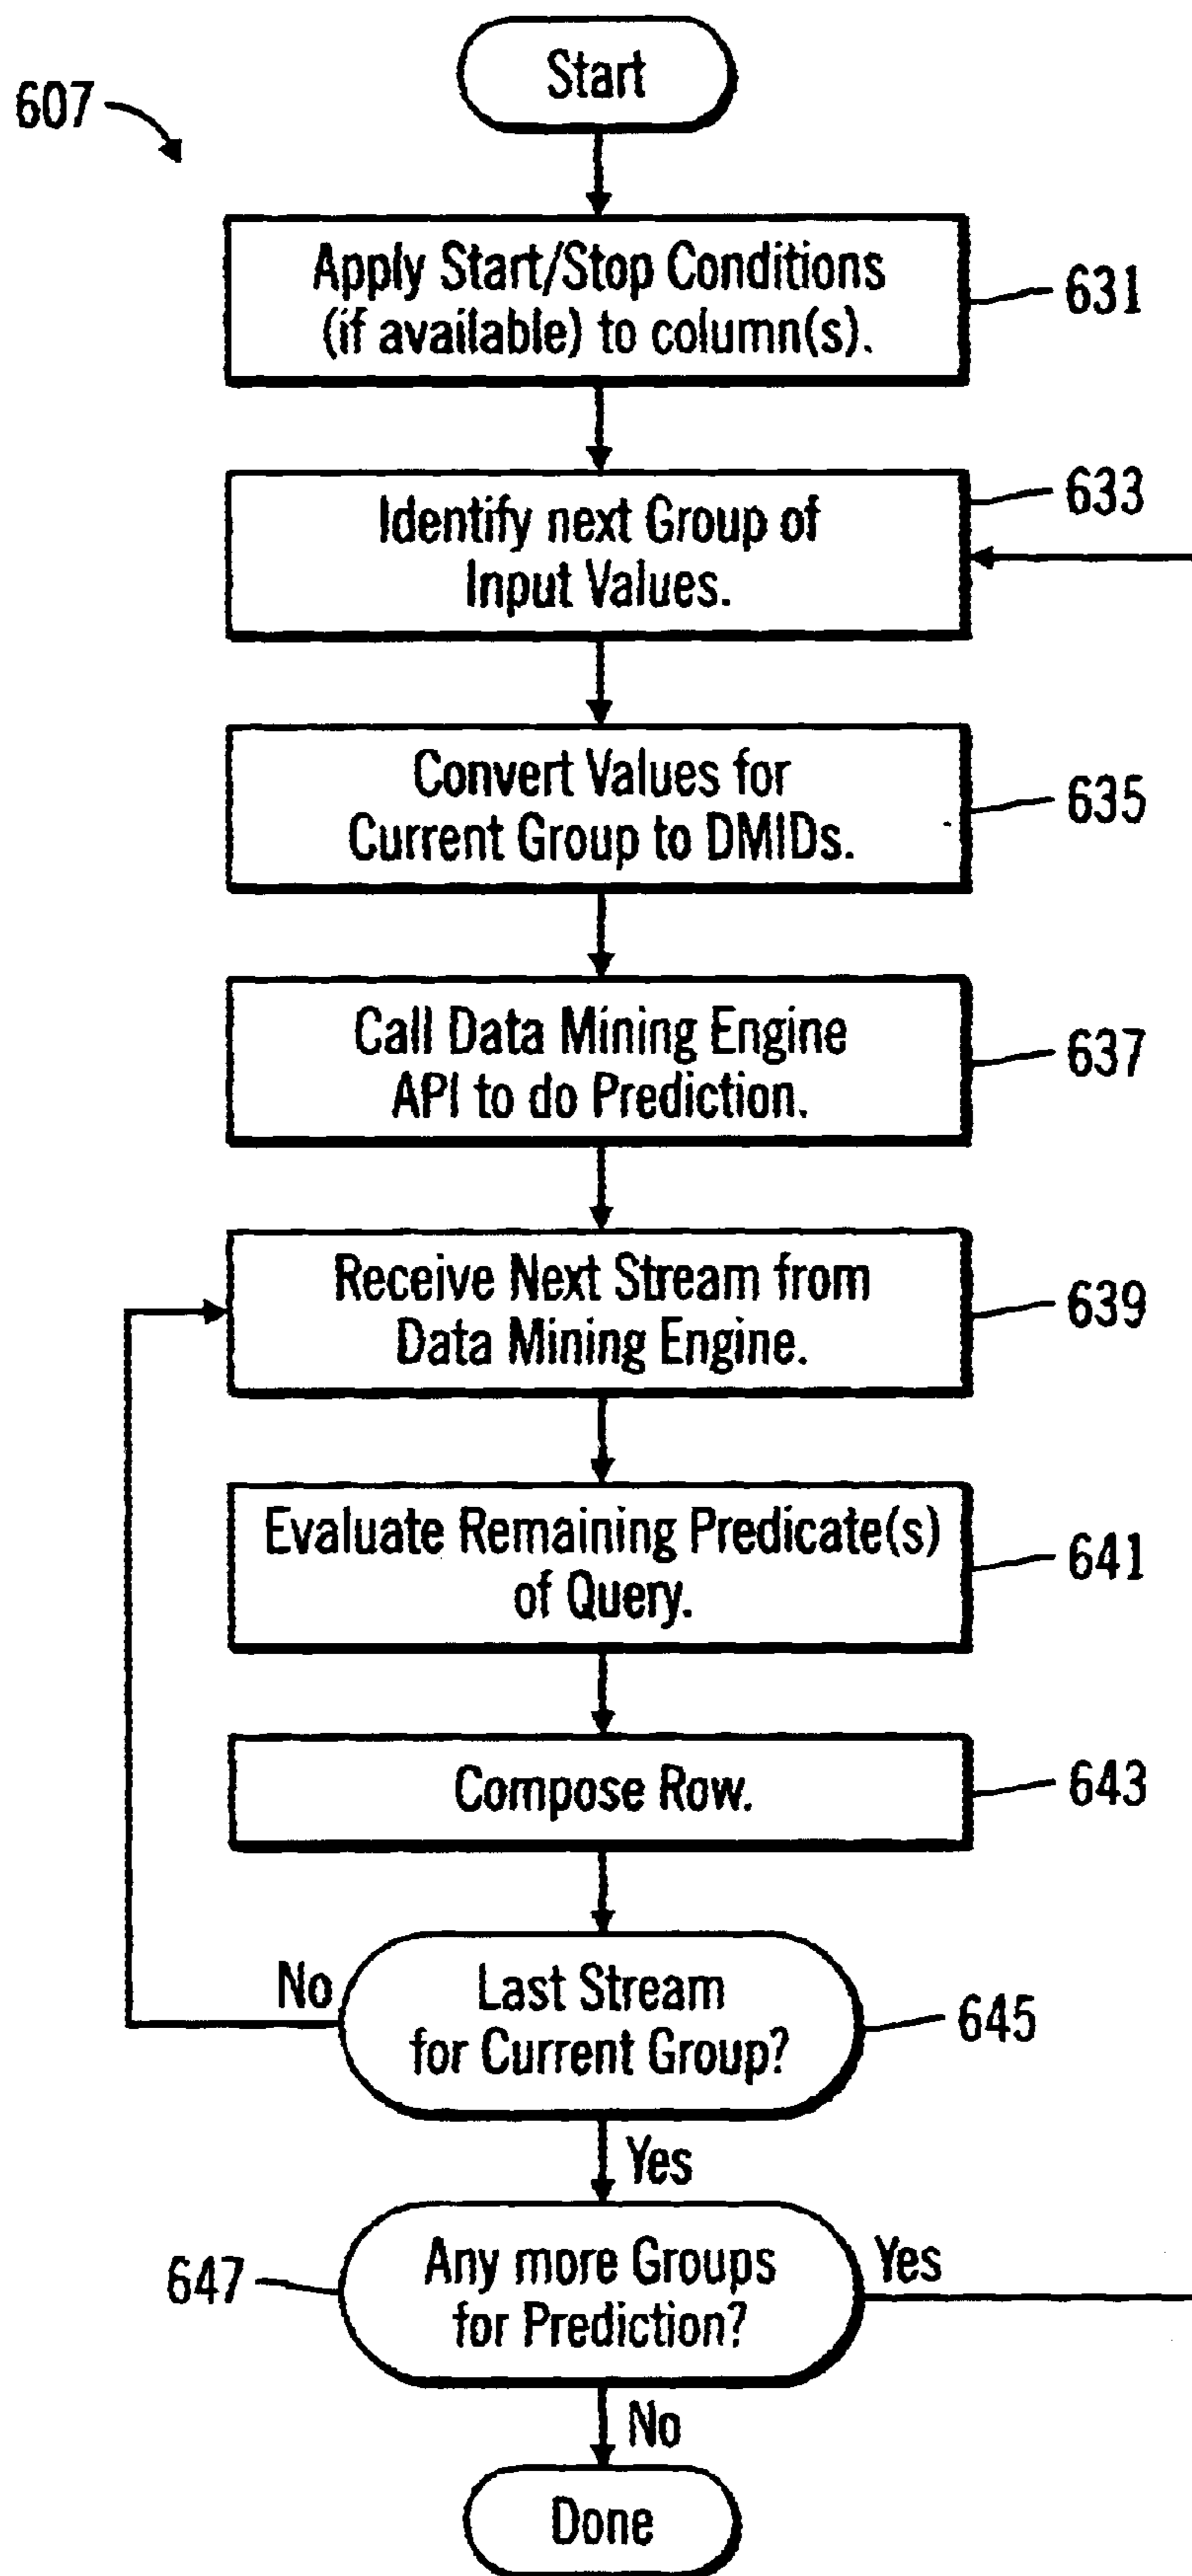 Start
607
Apply Start/Stop Conditions
(if available) to column(s).
631
Identify next Group of
Input Values.
633
Convert Values for
Current Group to DMIDs.
635
Call Data Mining Engine
API to do Prediction.
637
Receive Next Stream from
Data Mining Engine.
639
Evaluate Remaining Predicate(s)
of Query.
641
Compose Row.
643
No
Last Stream
for Current Group?
645
Yes
647
Any more Groups
for Prediction?
Yes
No
Done